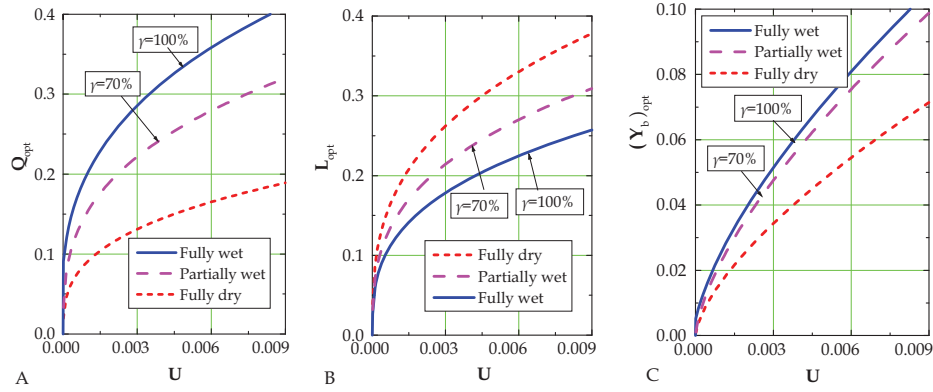 0.4
0.3
0.2
0.1
0.0
Q opt
γ=100%
γ=70%
Fully wet
Partially wet
Fully dry
0.000
0.003
0.006
0.009
U
A
0.4
0.3
0.2
0.1
0.0
L opt
γ=70%
γ=100%
Fully dry
Partially wet
Fully wet
0.000
0.003
0.006
0.009
U
B
0.10
0.08
0.06
0.04
0.02
0.00
(Y b) opt
Fully wet
Partially wet
Fully dry
γ=100%
γ=70%
0.000
0.003
0.006
0.009
U
C